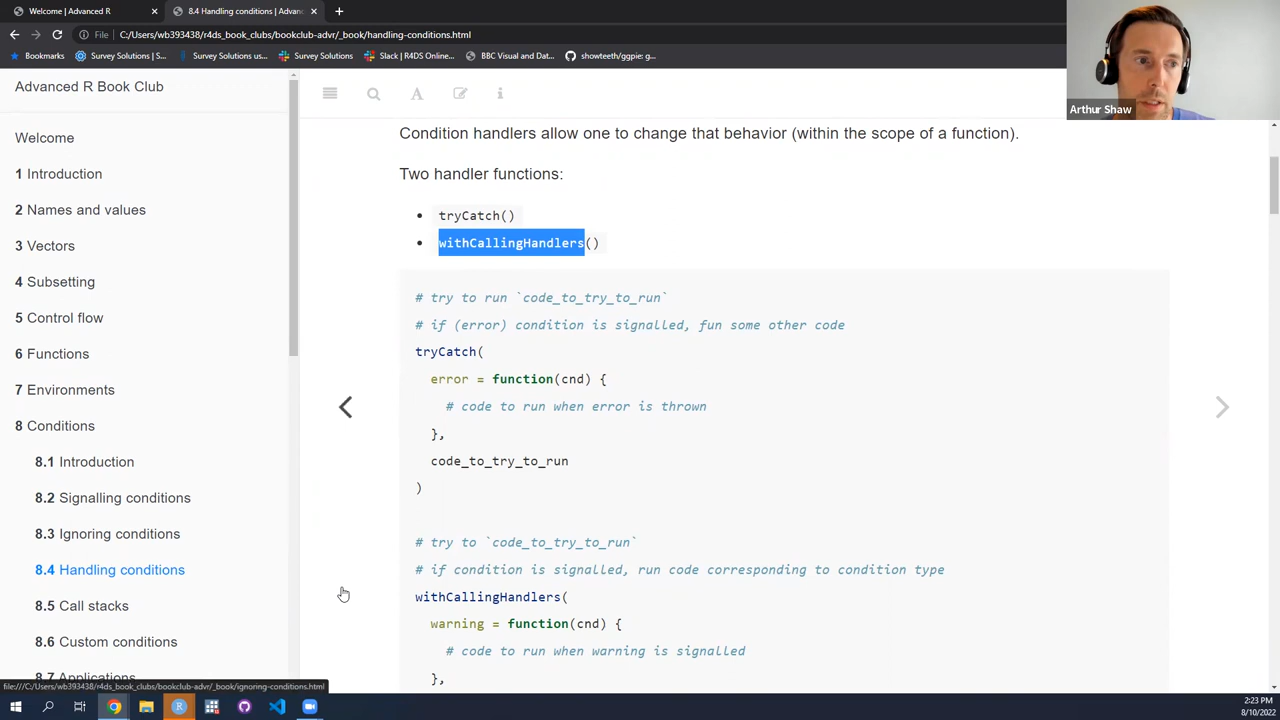 Welcome | Advanced R
8.4 Handling conditions | Advanc
File
C:/Users/wb393438/r4ds_book_clubs/bookclub-advr/_book/handling-conditions.html
Bookmarks
Survey Solutions | S...
Survey Solutions us...
Survey Solutions
Slack | R4DS Online...
BBC Visual and Dat...
showteeth/ggpie: g...
Arthur Shaw
Advanced R Book Club
Welcome
1 Introduction
2 Names and values
3 Vectors
4 Subsetting
5 Control flow
6 Functions
7 Environments
8 Conditions
8.1 Introduction
8.2 Signalling conditions
8.3 Ignoring conditions
8.4 Handling conditions
8.5 Call stacks
8.6 Custom conditions
8.7 Applications
Condition handlers allow one to change that behavior (within the scope of a function).
Two handler functions:
tryCatch()
withCallingHandlers()
# try to run `code_to_try_to_run`
# if (error) condition is signalled, fun some other code
tryCatch(
error = function(cnd) {
# code to run when error is thrown
},
code_to_try_to_run
)
# try to `code_to_try_to_run`
# if condition is signalled, run code corresponding to condition type
withCallingHandlers(
warning = function(cnd) {
# code to run when warning is signalled
},
file:///C:/Users/wb393438/r4ds_book_clubs/bookclub-advr/_book/ignoring-conditions.html
2:23 PM
8/10/2022